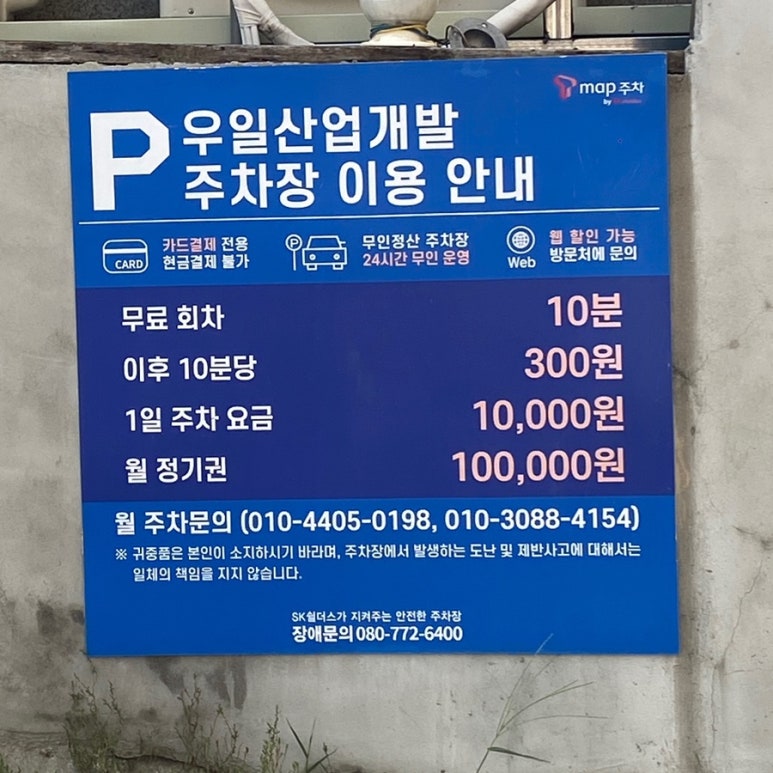 Tmap 주차
by
P 우일산업개발
주차장 이용 안내
CARD
카드결제 전용
현금결제 불가
P
무인정산 주차장
24시간 무인 운영
Web
웹 할인 가능
방문처에 문의
무료 회차 10분
이후 10분당 300원
1일 주차 요금 10,000원
월 정기권 100,000원
월 주차문의 (010-4405-0198, 010-3088-4154)
※ 귀중품은 본인이 소지하시기 바라며, 주차장에서 발생하는 도난 및 제반사고에 대해서는
일체의 책임을 지지 않습니다.
SK쉴더스가 지켜주는 안전한 주차장
장애문의 080-772-6400